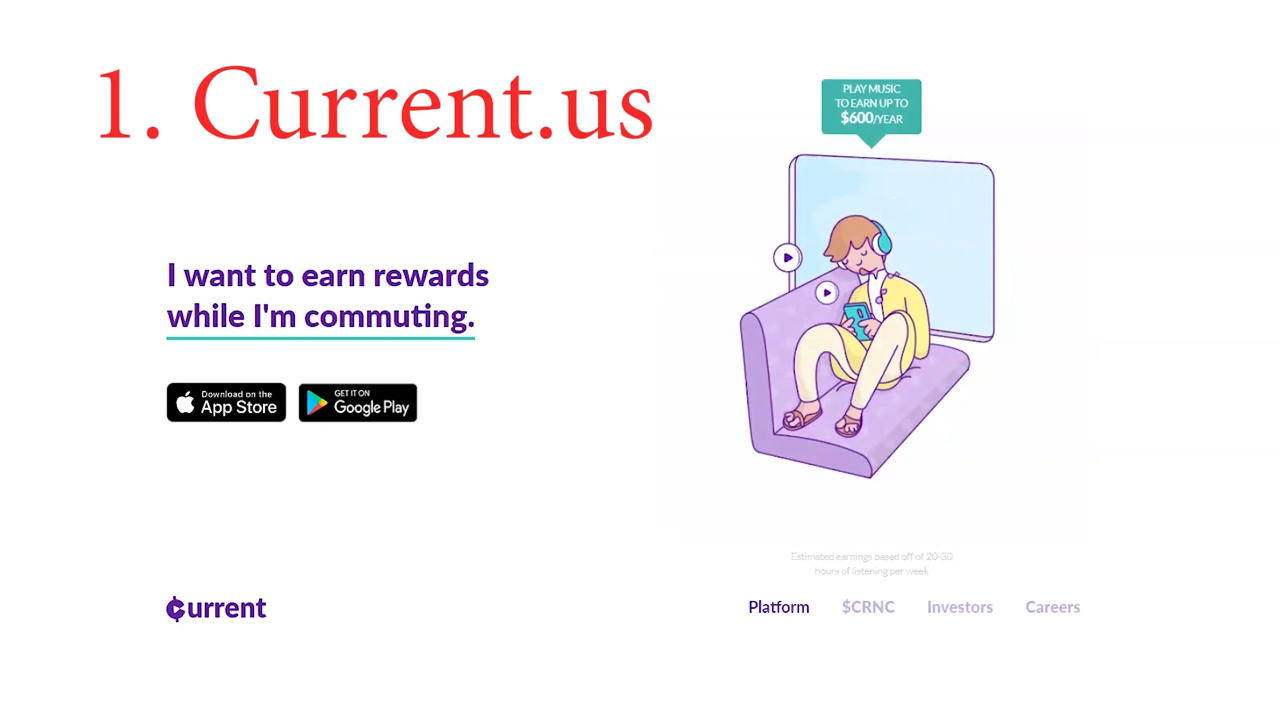 1. Current.us
PLAY MUSIC
TO EARN UP TO
$600/YEAR
I want to earn rewards
while I'm commuting.
Download on the
App Store
GET IT ON
Google Play
Estimated earnings based off of 20-30
hours of listening per week
Current
Platform $CRNC Investors Careers